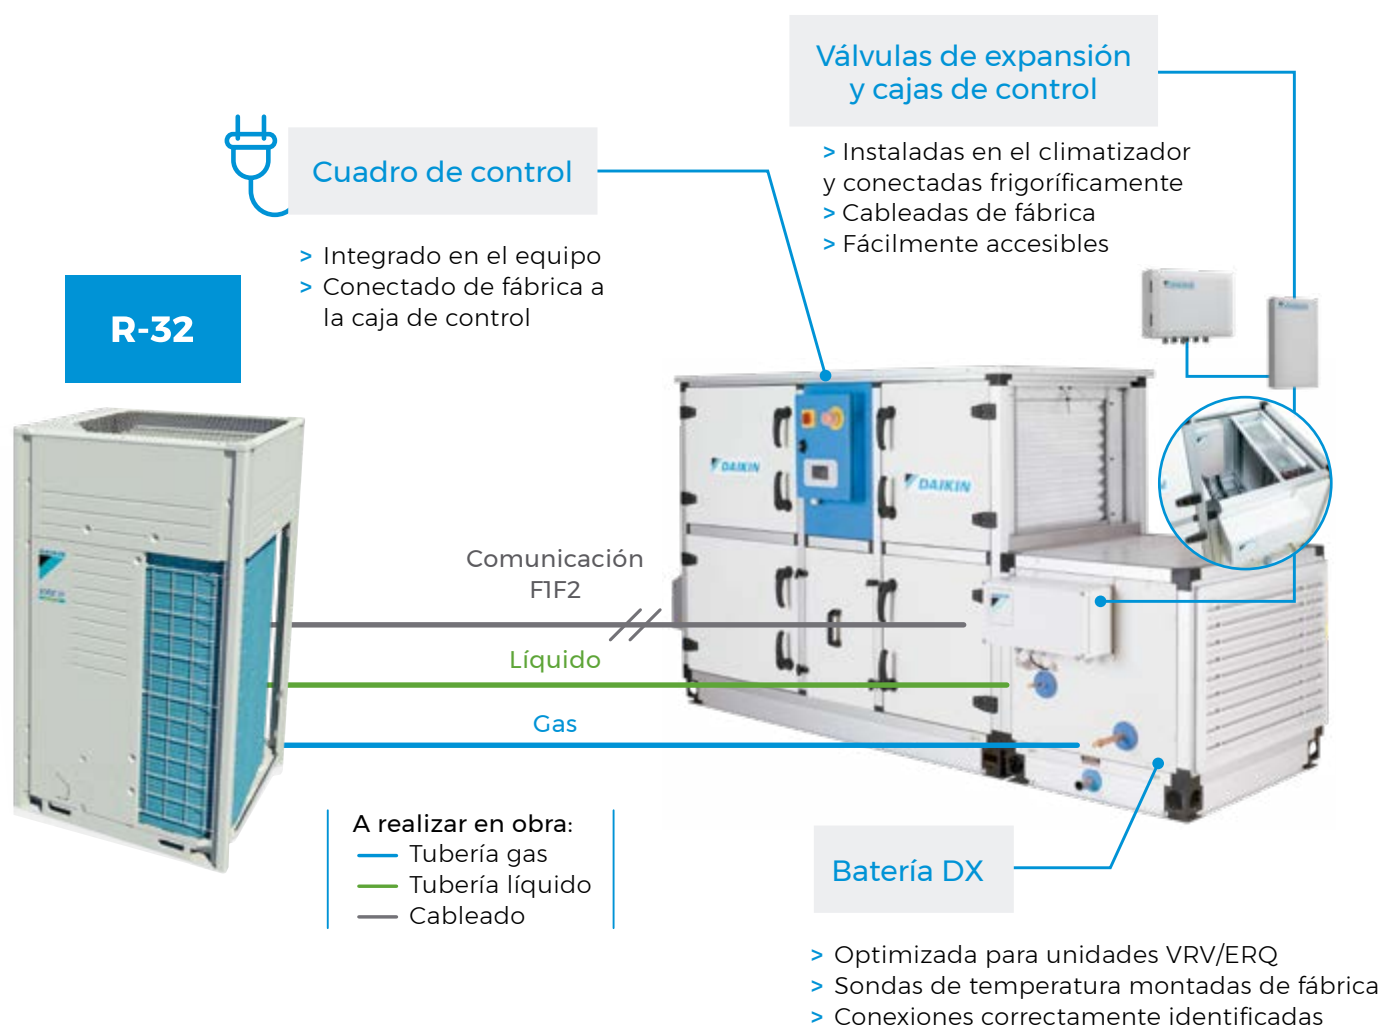 Válvulas de expansión
y cajas de control
> Instaladas en el climatizador
y conectadas frigoríficamente
> Cableadas de fábrica
> Fácilmente accesibles
Cuadro de control
> Integrado en el equipo
> Conectado de fábrica a
la caja de control
R-32
DAIKIN
DAIKIN
DAIKIN
DAIKIN
DAIKIN
Comunicación
F1F2
Líquido
Gas
A realizar en obra:
Tubería gas
Tubería líquido
Cableado
Batería DX
> Optimizada para unidades VRV/ERQ
> Sondas de temperatura montadas de fábrica
> Conexiones correctamente identificadas